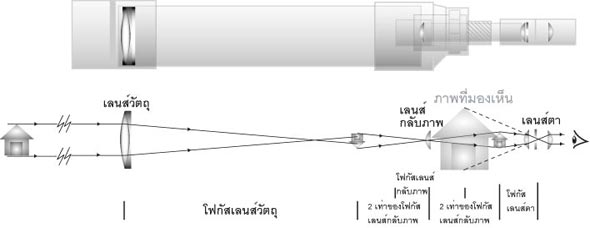 เลนส์วัตถุ
เลนส์
กลับภาพ
ภาพที่มองเห็น
เลนส์ตา
โฟกัสเลนส์วัตถุ
โฟกัสเลนส์
กลับภาพ
2 เท่าของโฟกัส
เลนส์กลับภาพ
2 เท่าของโฟกัส
เลนส์กลับภาพ
โฟกัส
เลนส์ตา